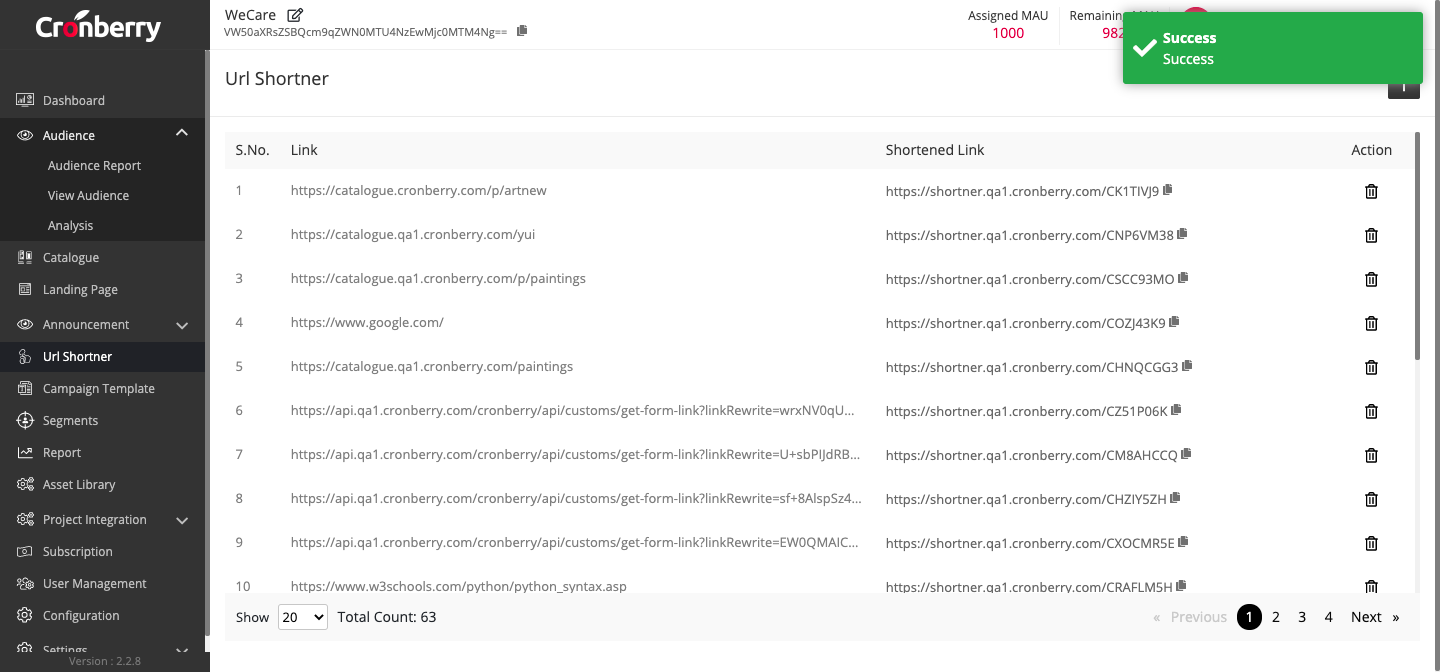 Cronberry
Dashboard
Audience
Audience Report
View Audience
Analysis
Catalogue
Landing Page
Announcement
Url Shortner
Campaign Template
Segments
Report
Asset Library
Project Integration
Subscription
User Management
Configuration
Settings
Version : 2.2.8
WeCare
VW50aXRsZSBQcm9qZWN0MTU4NzEwMjc0MTM4Ng==
Assigned MAU
1000
Remaining MAU
982
Success
Success
Url Shortner
S.No. Link Shortened Link Action
1 https://catalogue.cronberry.com/p/artnew https://shortner.qa1.cronberry.com/CK1TIVJ9
2 https://catalogue.qa1.cronberry.com/yui https://shortner.qa1.cronberry.com/CNP6VM38
3 https://catalogue.qa1.cronberry.com/p/paintings https://shortner.qa1.cronberry.com/CSCC93MO
4 https://www.google.com/ https://shortner.qa1.cronberry.com/COZJ43K9
5 https://catalogue.qa1.cronberry.com/paintings https://shortner.qa1.cronberry.com/CHNQCGG3
6 https://api.qa1.cronberry.com/cronberry/api/customs/get-form-link?linkRewrite=wrxNV0qU... https://shortner.qa1.cronberry.com/CZ51P06K
7 https://api.qa1.cronberry.com/cronberry/api/customs/get-form-link?linkRewrite=U+sbPIJdRB... https://shortner.qa1.cronberry.com/CM8AHCCQ
8 https://api.qa1.cronberry.com/cronberry/api/customs/get-form-link?linkRewrite=sf+8AlspSz4... https://shortner.qa1.cronberry.com/CHZIY5ZH
9 https://api.qa1.cronberry.com/cronberry/api/customs/get-form-link?linkRewrite=EW0QMAIC... https://shortner.qa1.cronberry.com/CXOCMR5E
10 https://www.w3schools.com/python/python_syntax.asp https://shortner.qa1.cronberry.com/CRAFLM5H
Show 20 Total Count: 63 « Previous 1 2 3 4 Next »